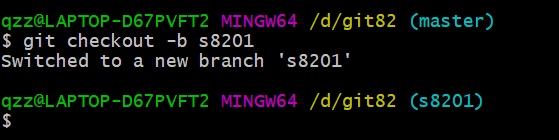 qzz@LAPTOP-D67PVFT2 MINGW64 /d/git82 (master)
$ git checkout -b s8201
Switched to a new branch 's8201'
qzz@LAPTOP-D67PVFT2 MINGW64 /d/git82 (s8201)
$